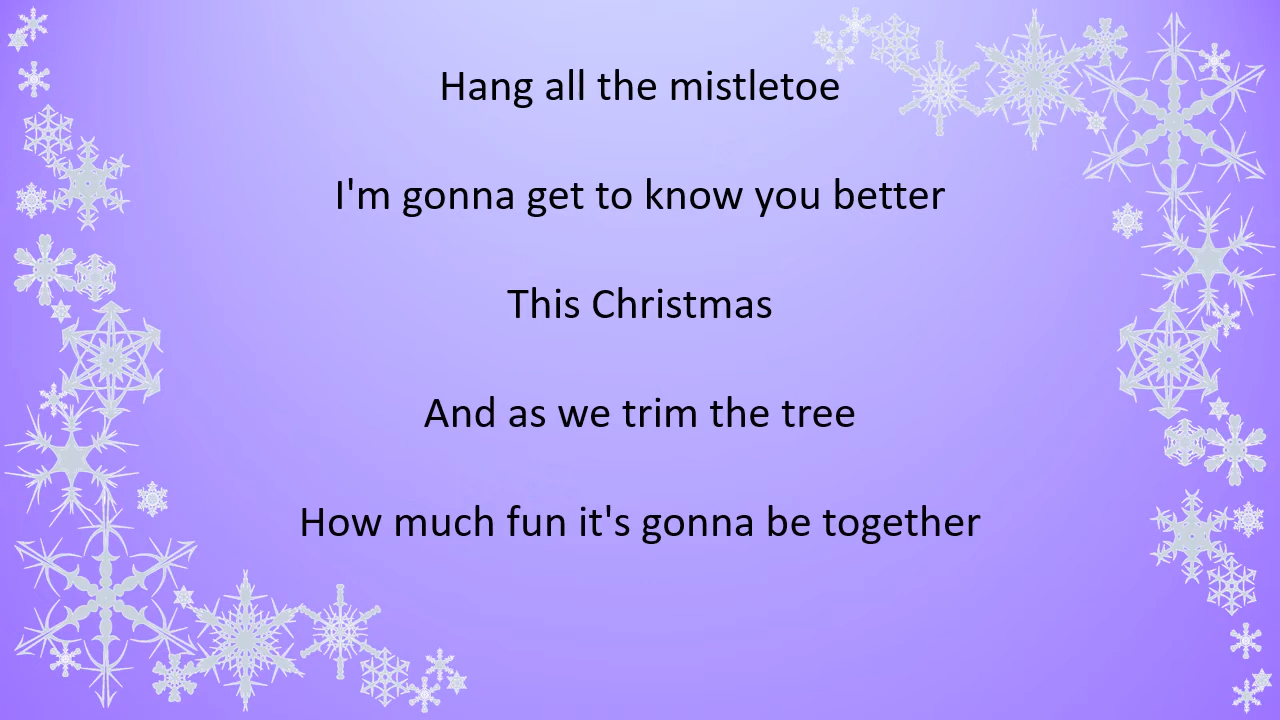 Hang all the mistletoe
I'm gonna get to know you better
This Christmas
And as we trim the tree
How much fun it's gonna be together